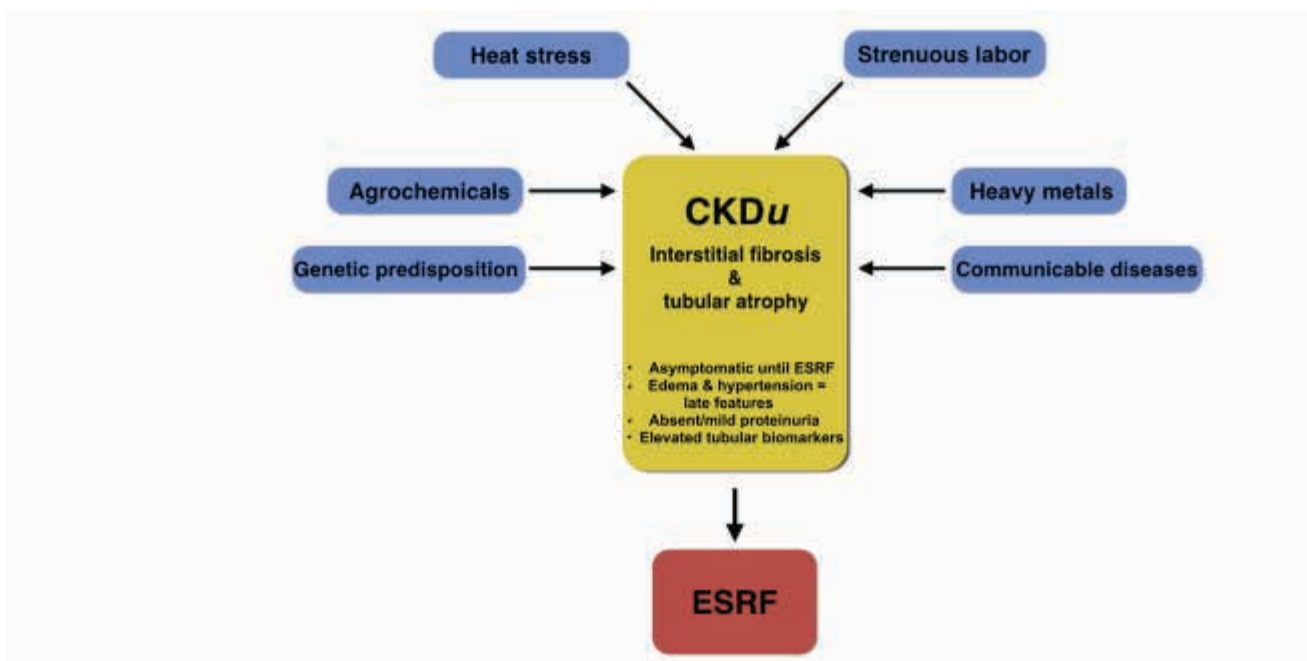 Heat stress
Strenuous labor
Agrochemicals
Heavy metals
Genetic predisposition
Communicable diseases
CKDu
Interstitial fibrosis
&
tubular atrophy
• Asymptomatic until ESRF
• Edema & hypertension =
late features
• Absent/mild proteinuria
• Elevated tubular biomarkers
ESRF